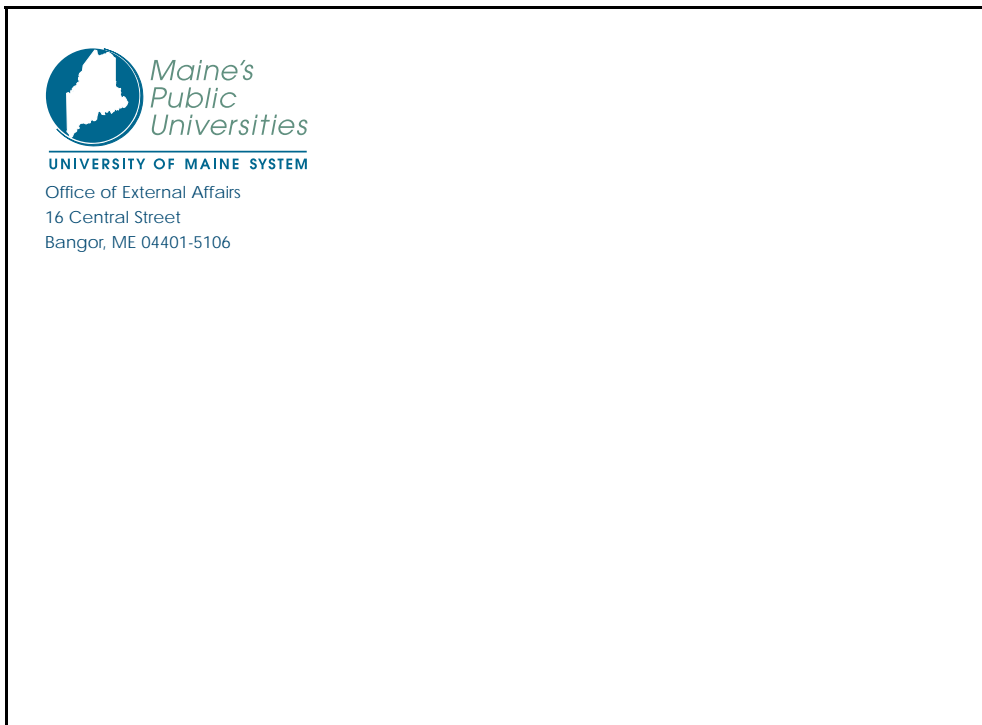 Maine's
Public
Universities
UNIVERSITY OF MAINE SYSTEM
Office of External Affairs
16 Central Street
Bangor, ME 04401-5106